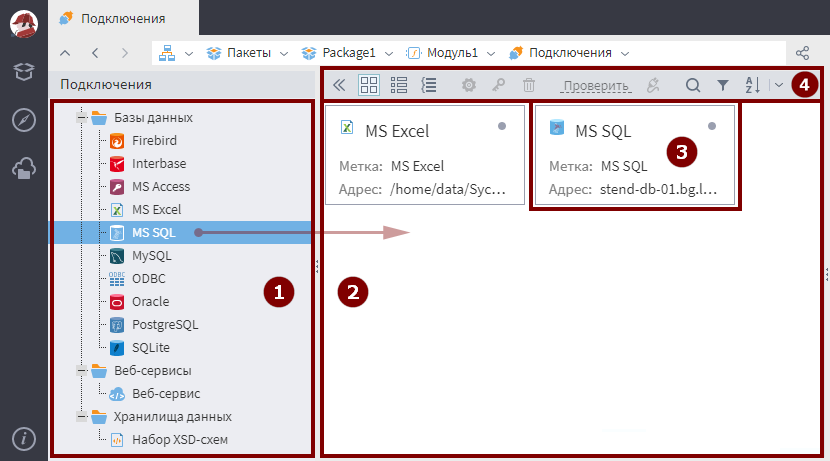 Подключения
Пакеты Package1 Модуль1 Подключения
Подключения
Проверить
4
Базы данных
Firebird
Interbase
MS Access
MS Excel
MS SQL
MySQL
ODBC
ODBC
Oracle
PostgreSQL
SQLite
Веб-сервисы
Веб-сервис
Хранилища данных
Набор XSD-схем
1
2
MS Excel
Метка: MS Excel
Адрес: /home/data/Syc...
MS SQL
3
Метка: MS SQL
Адрес: stend-db-01.bg.l...